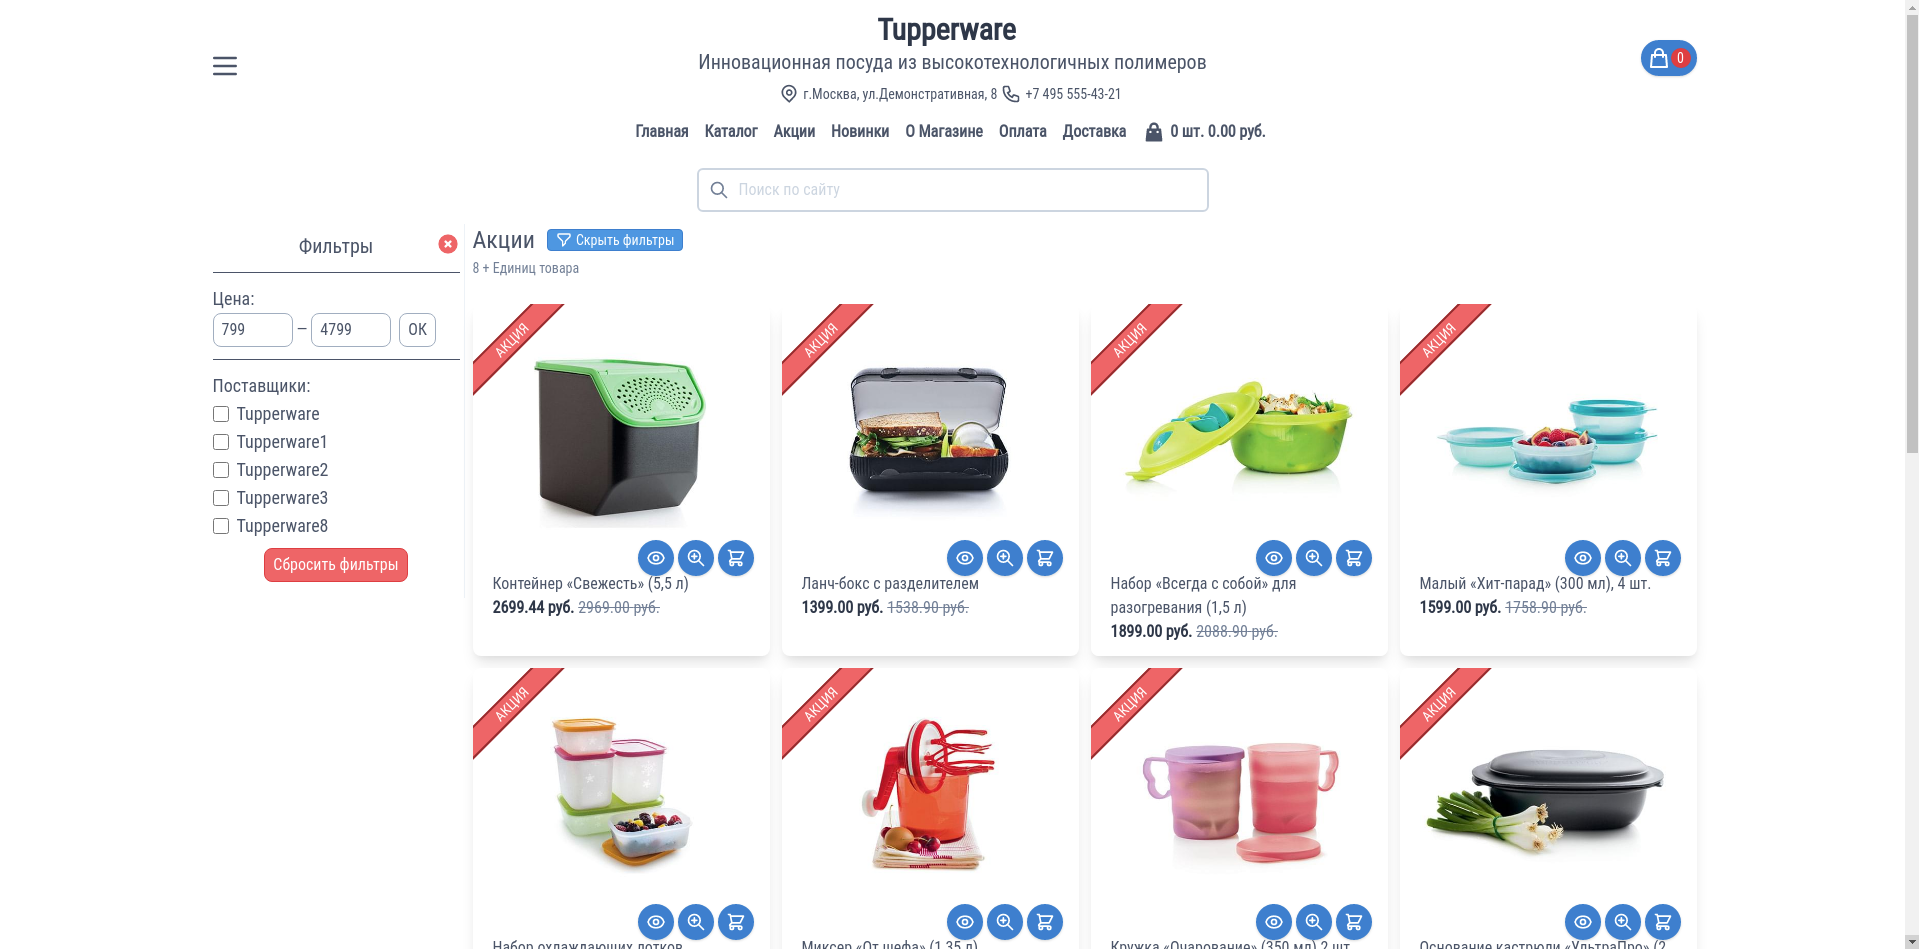 Tupperware
Инновационная посуда из высокотехнологичных полимеров
0
г.Москва, ул.Демонстративная, 8 +7 495 555-43-21
Главная Каталог Акции Новинки О Магазине Оплата Доставка 0 шт. 0.00 руб.
Поиск по сайту
Фильтры
Цена:
799 — 4799 ОК
Поставщики:
Tupperware
Tupperware1
Tupperware2
Tupperware3
Tupperware8
Сбросить фильтры
Акции Скрыть фильтры
8 + Единиц товара
АКЦИЯ
Контейнер «Свежесть» (5,5 л)
2699.44 руб. 2969.00 руб.
АКЦИЯ
Ланч-бокс с разделителем
1399.00 руб. 1538.90 руб.
АКЦИЯ
Набор «Всегда с собой» для
разогревания (1,5 л)
1899.00 руб. 2088.90 руб.
АКЦИЯ
Малый «Хит-парад» (300 мл), 4 шт.
1599.00 руб. 1758.90 руб.
АКЦИЯ
Набор охлаждающих лотков
АКЦИЯ
Миксер «От шефа» (1,35 л)
АКЦИЯ
Кружка «Очарование» (350 мл) 2 шт.
АКЦИЯ
Основание кастрюли «УльтраПро» (2